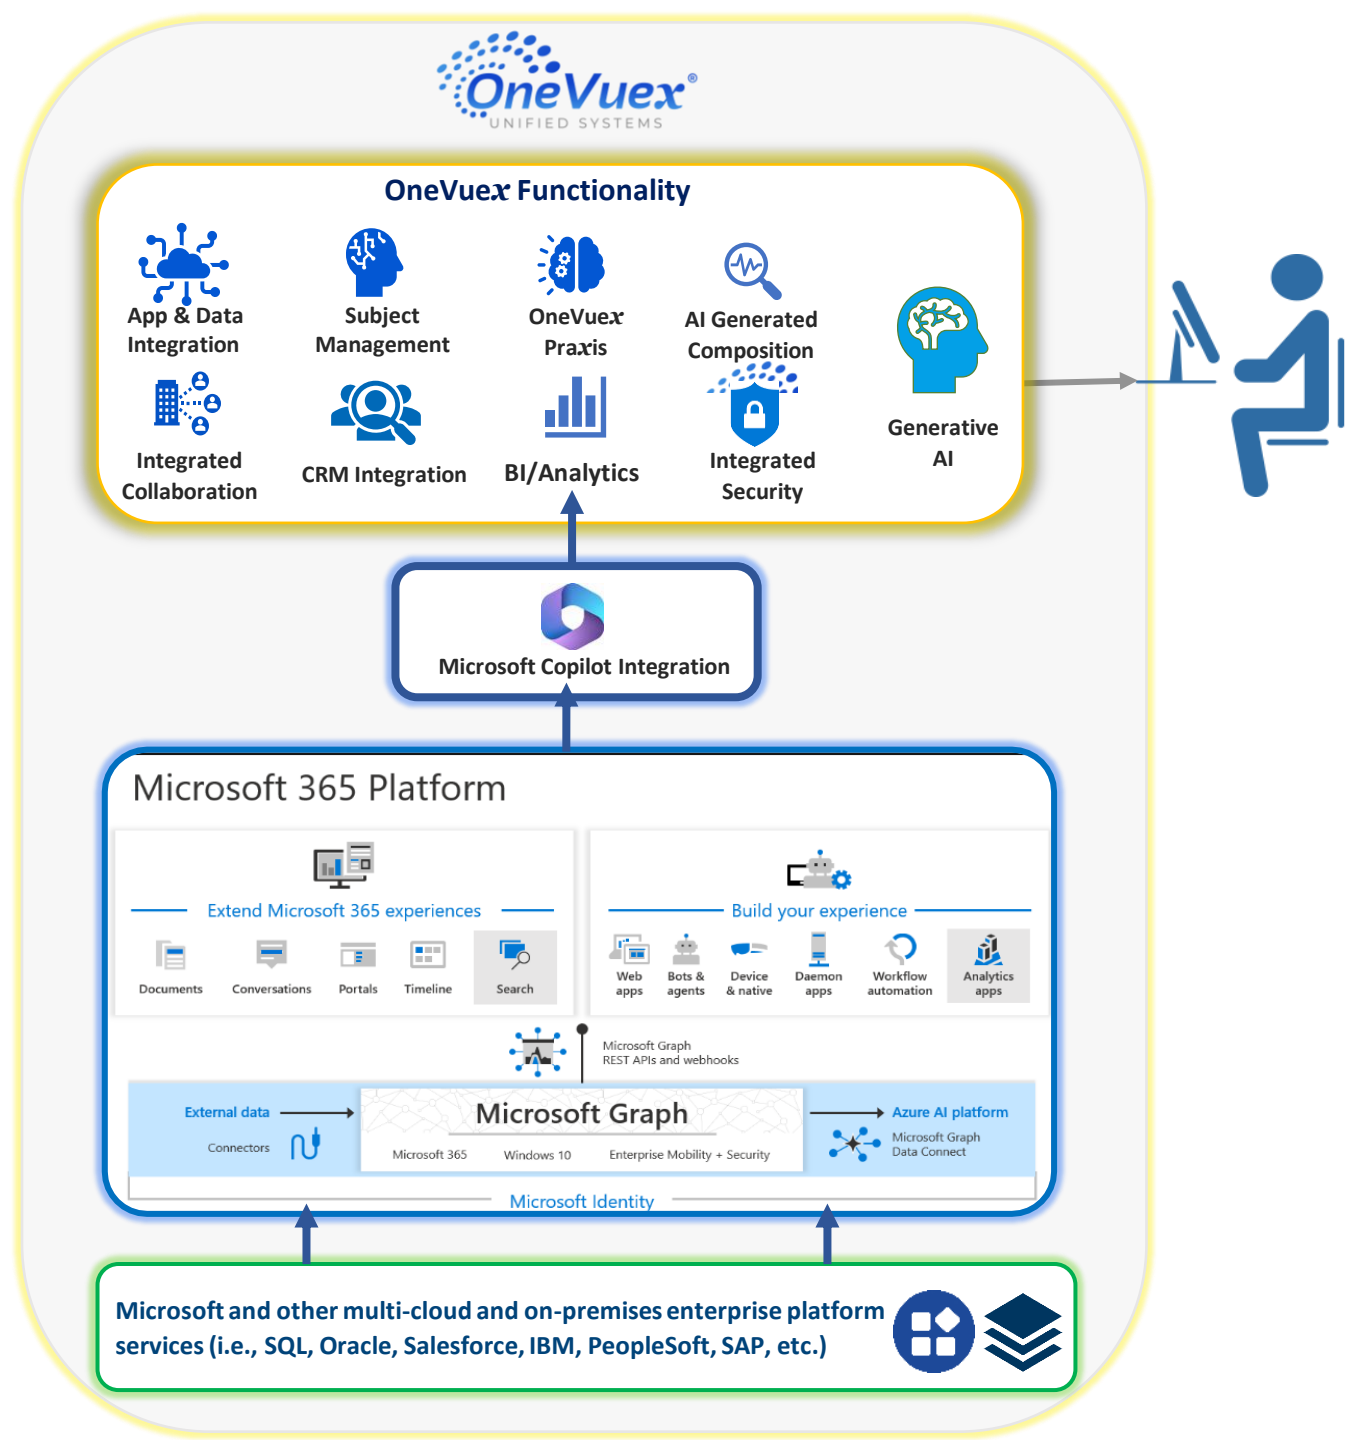 OneVuex®
UNIFIED SYSTEMS
OneVuex Functionality
App & Data
Integration
Subject
Management
OneVuex
Praxis
AI Generated
Composition
Generative
AI
Integrated
Collaboration
CRM Integration
BI/Analytics
Integrated
Security
Microsoft Copilot Integration
Microsoft 365 Platform
Extend Microsoft 365 experiences
Documents
Conversations
Portals
Timeline
Search
Build your experience
Web
apps
Bots &
agents
Device
& native
Daemon
apps
Workflow
automation
Analytics
apps
Microsoft Graph
REST APIs and webhooks
External data
Connectors
Microsoft Graph
Microsoft 365
Windows 10
Enterprise Mobility + Security
Azure AI platform
Microsoft Graph
Data Connect
Microsoft Identity
Microsoft and other multi-cloud and on-premises enterprise platform
services (i.e., SQL, Oracle, Salesforce, IBM, PeopleSoft, SAP, etc.)